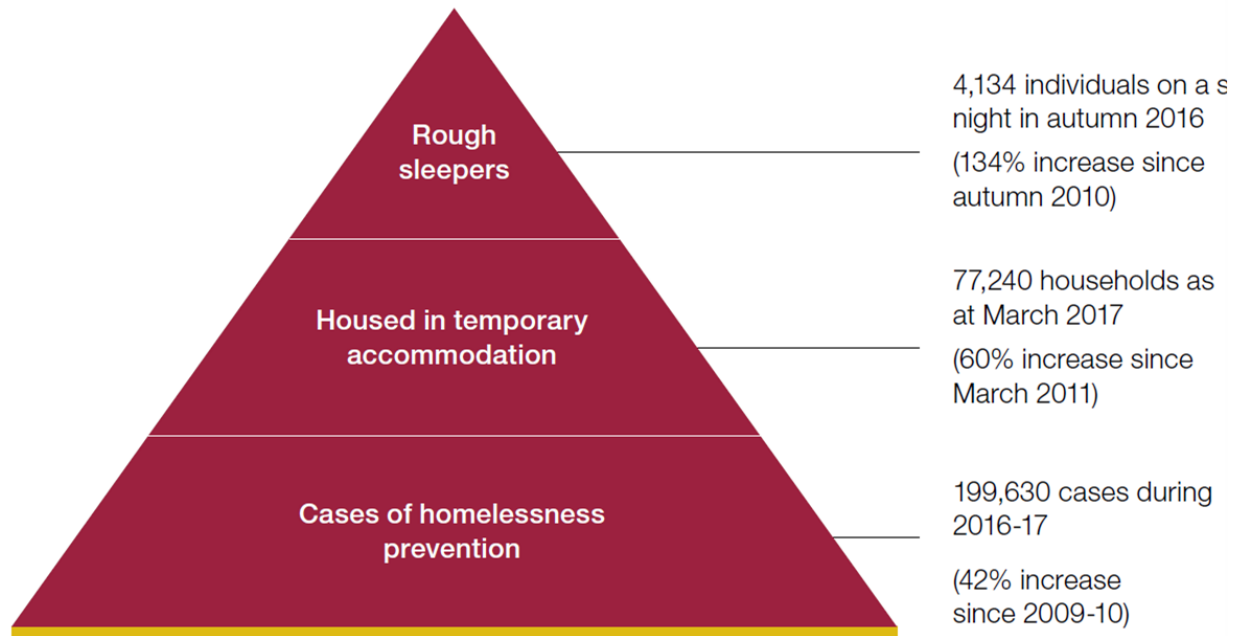 Rough
sleepers
4,134 individuals on a
night in autumn 2016
(134% increase since
autumn 2010)
Housed in temporary
accommodation
77,240 households as
at March 2017
(60% increase since
March 2011)
Cases of homelessness
prevention
199,630 cases during
2016-17
(42% increase
since 2009-10)